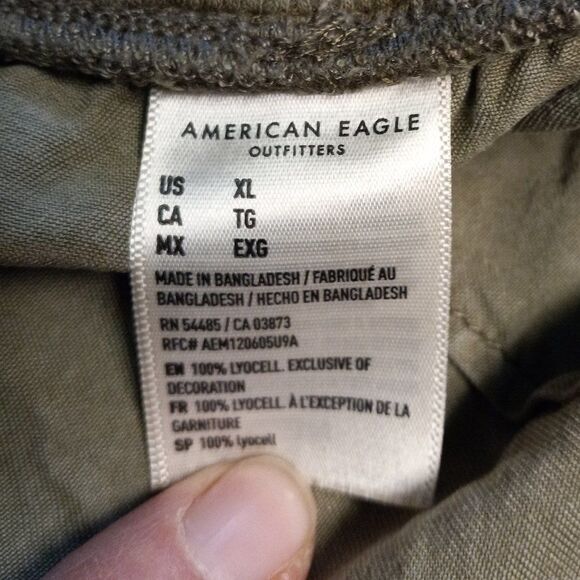 AMERICAN EAGLE
OUTFITTERS
US XL
CA TG
MX EXG
MADE IN BANGLADESH / FABRIQUÉ AU
BANGLADESH / HECHO EN BANGLADESH
RN 54485 / CA 03873
RFC# AEM120605U9A
EN 100% LYOCELL. EXCLUSIVE OF
DECORATION
FR 100% LYOCELL. À L'EXCEPTION DE LA
GARNITURE
SP 100% lyocell